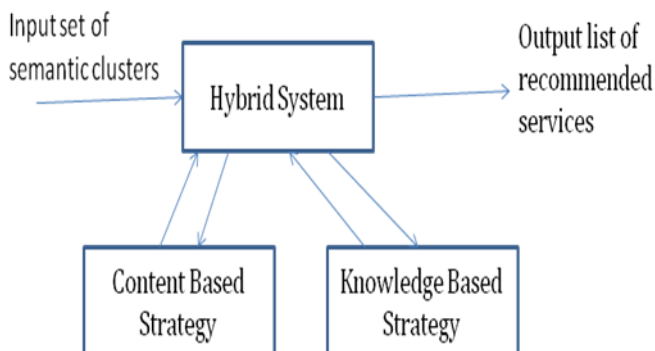 Input set of
semantic clusters
Hybrid System
Output list of
recommended
services
Content Based
Strategy
Knowledge Based
Strategy